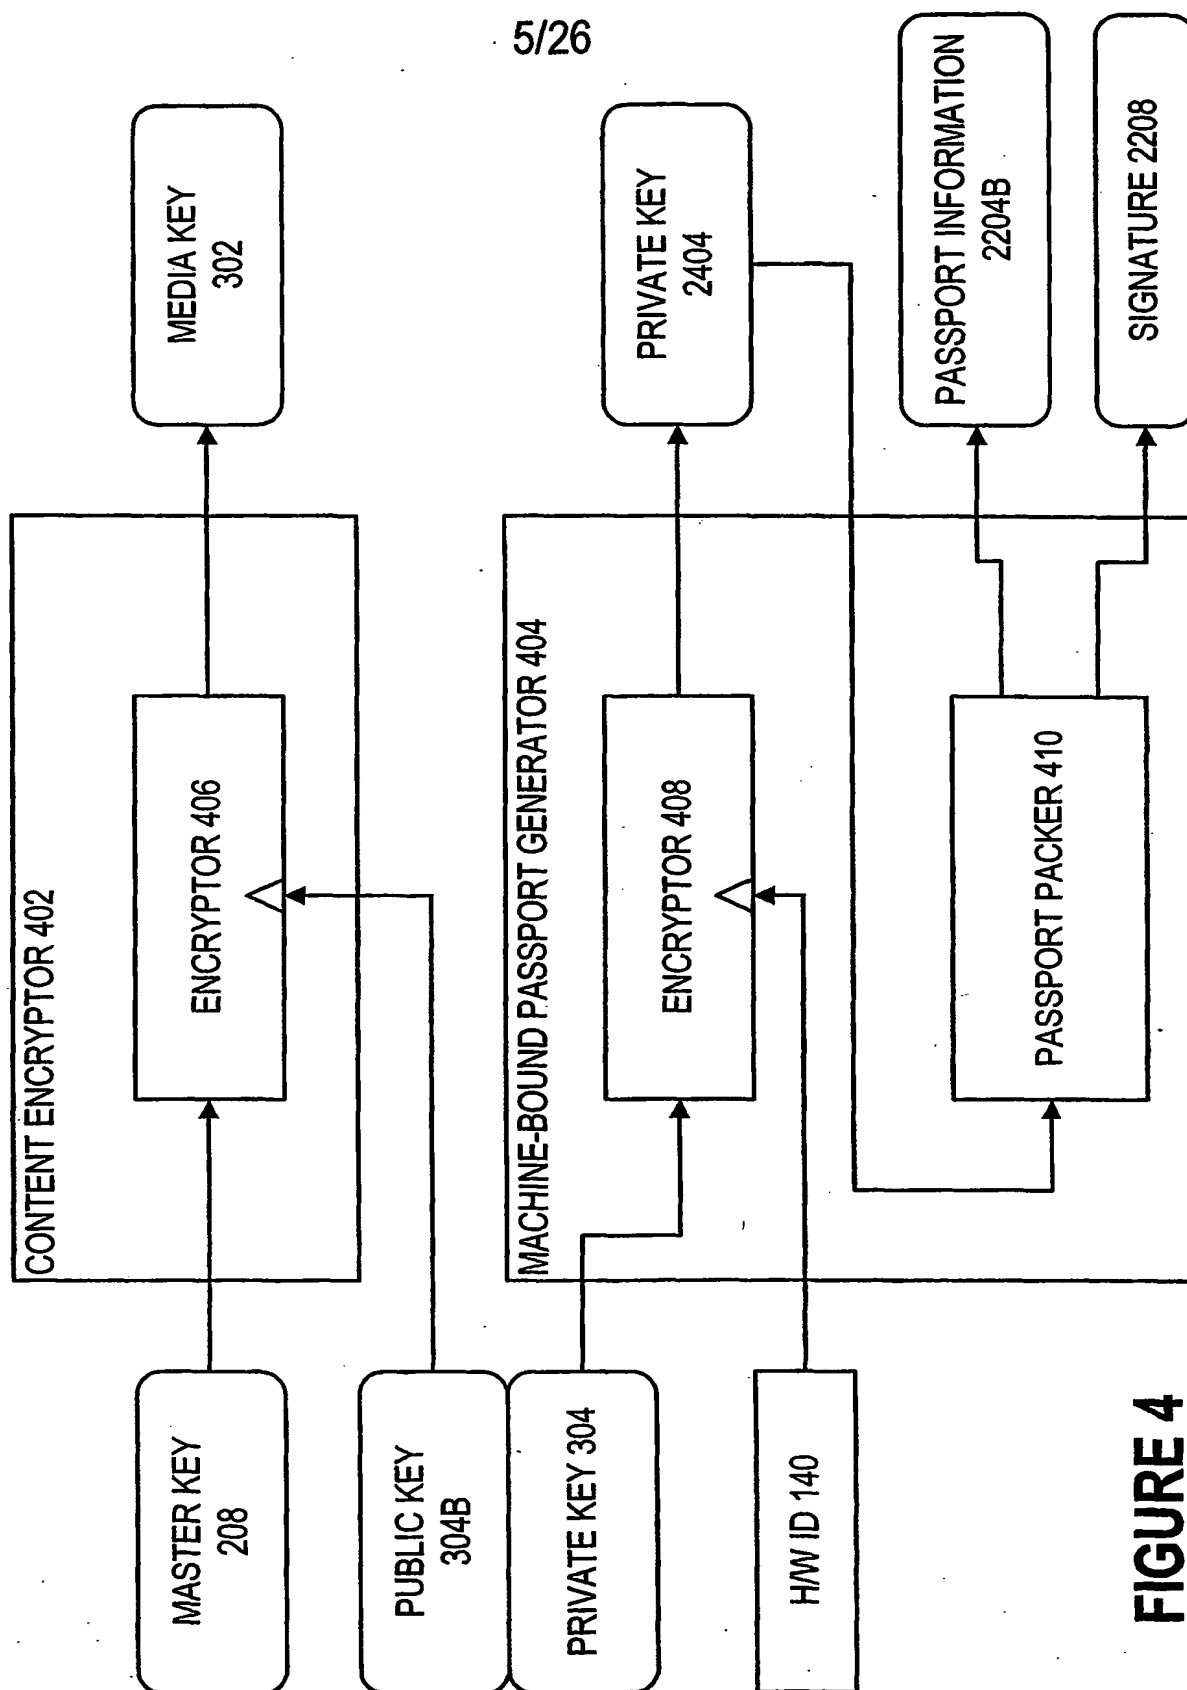 5/26
CONTENT ENCRYPTOR 402
MASTER KEY
208
ENCRYPTOR 406
MEDIA KEY
302
PUBLIC KEY
304B
MACHINE-BOUND PASSPORT GENERATOR 404
PRIVATE KEY 304
ENCRYPTOR 408
PRIVATE KEY
2404
H/W ID 140
PASSPORT PACKER 410
PASSPORT INFORMATION
2204B
SIGNATURE 2208
FIGURE 4